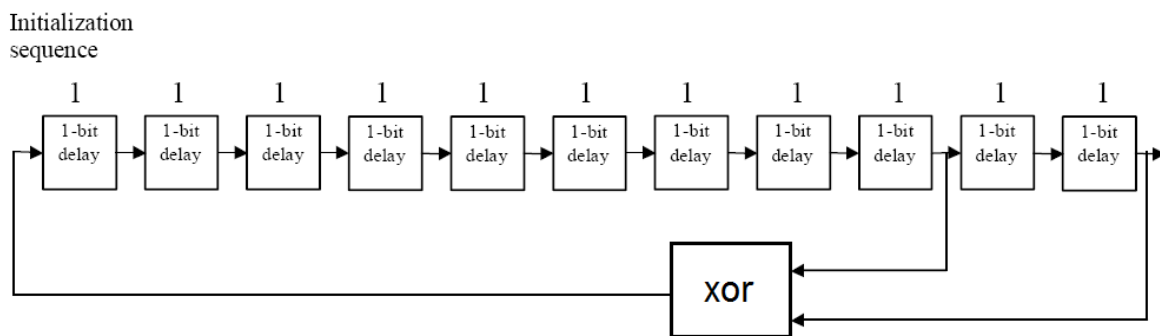 Initialization
sequence
1 1 1 1 1 1 1 1 1 1 1
1-bit 1-bit 1-bit 1-bit 1-bit 1-bit 1-bit 1-bit 1-bit 1-bit 1-bit
delay delay delay delay delay delay delay delay delay delay delay
xor